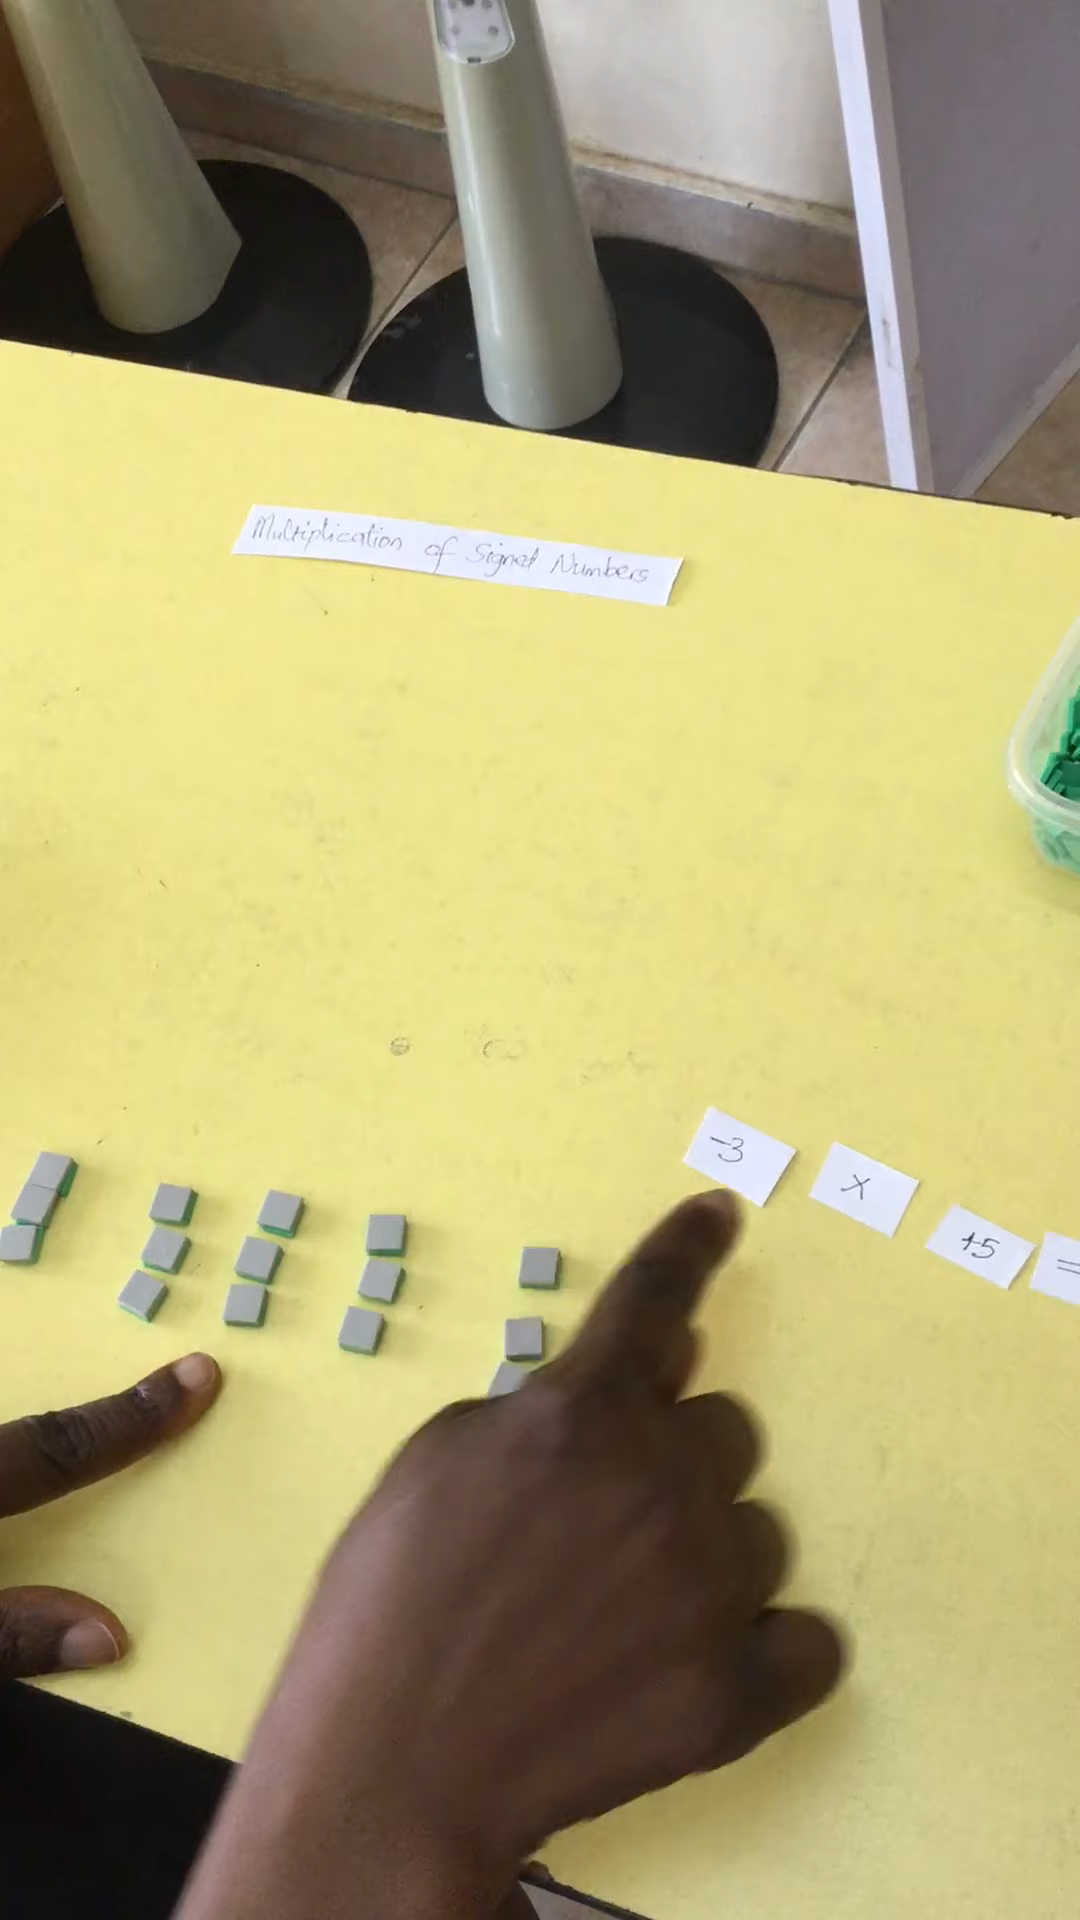 Multiplication of Signed Numbers
-3 × +5 =